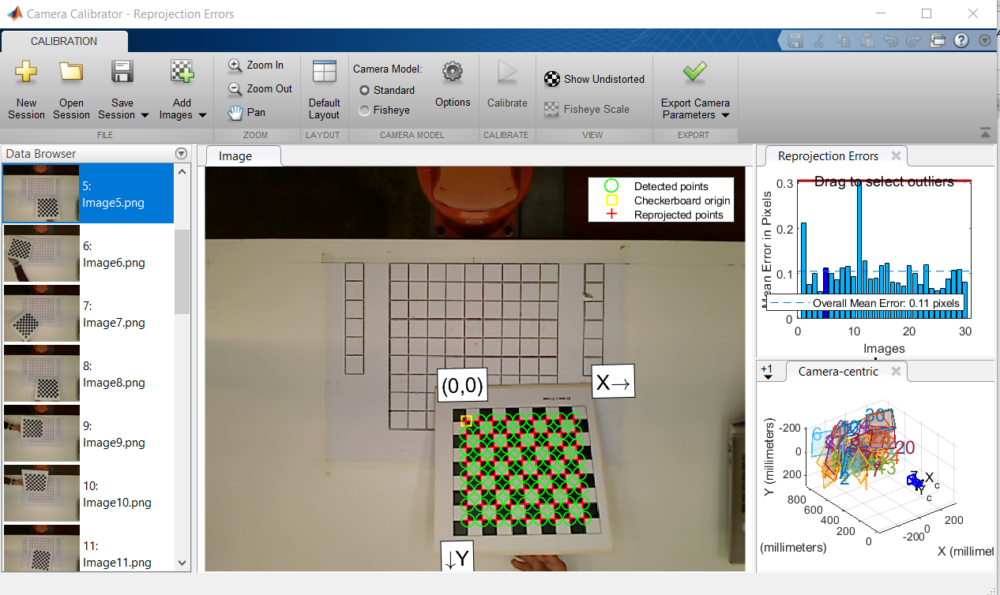 Camera Calibrator - Reprojection Errors
CALIBRATION
New
Session
Open
Session
Save
Session
Add
Images
FILE
Zoom In
Zoom Out
Pan
ZOOM
Default
Layout
LAYOUT
Camera Model:
Standard
Fisheye
Options
CAMERA MODEL
Calibrate
CALIBRATE
Show Undistorted
Fisheye Scale
VIEW
Export Camera
Parameters
EXPORT
Data Browser
5:
Image5.png
6:
Image6.png
7:
Image7.png
8:
Image8.png
9:
Image9.png
10:
Image10.png
11:
Image11.png
Image
Detected points
Checkerboard origin
Reprojected points
(0,0)
X→
↓Y
Reprojection Errors
Drag to select outliers
Mean Error in Pixels
0.3
0.2
0.1
0
Overall Mean Error: 0.11 pixels
0 10 20 30
Images
+1
Camera-centric
Y (millimeters)
-200
0
200
6
30
20
2
1
Z
X c
Y c
800
600
400
200
0
-200
0
200
(millimeters)
X (millimet